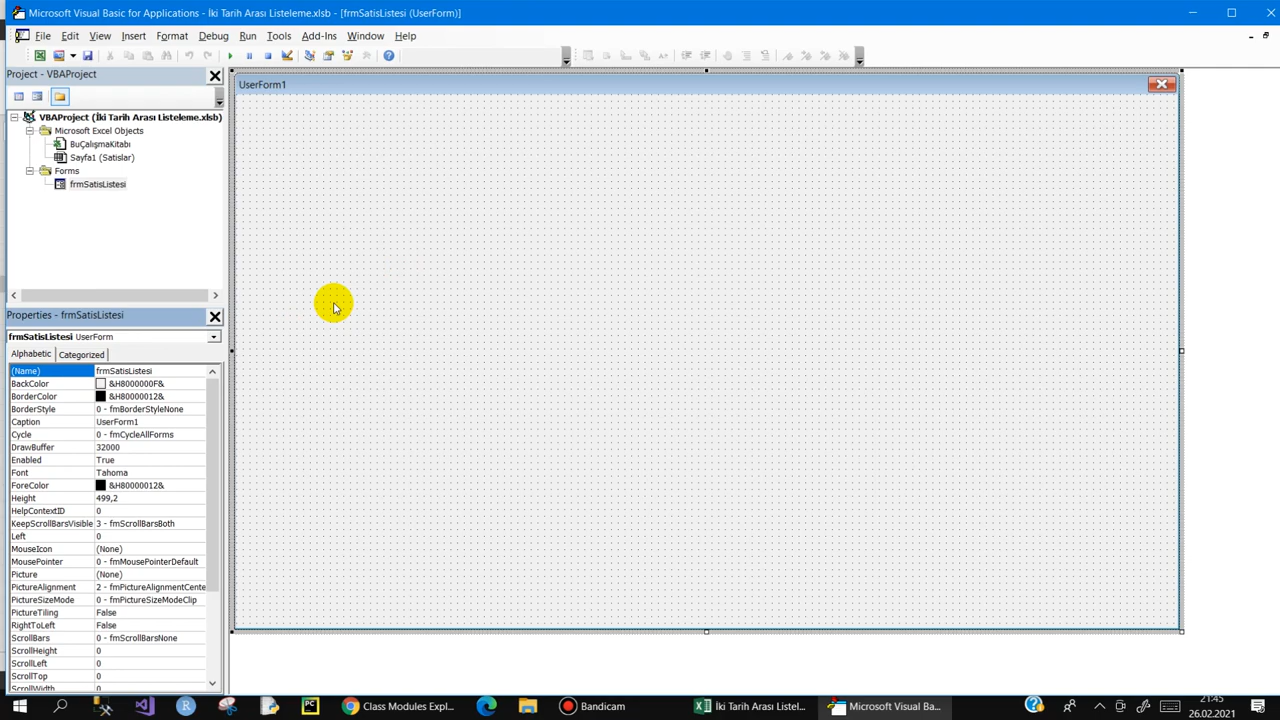 Microsoft Visual Basic for Applications - İki Tarih Arası Listeleme.xlsb - [frmSatisListesi (UserForm)]
File Edit View Insert Format Debug Run Tools Add-Ins Window Help
Project - VBAProject
UserForm1
VBAProject (İki Tarih Arası Listeleme.xlsb)
Microsoft Excel Objects
BuÇalışmaKitabı
Sayfa1 (Satislar)
Forms
frmSatisListesi
Properties - frmSatisListesi
frmSatisListesi UserForm
Alphabetic Categorized
(Name) frmSatisListesi
BackColor &H8000000F&
BorderColor &H80000012&
BorderStyle 0 - fmBorderStyleNone
Caption UserForm1
Cycle 0 - fmCycleAllForms
DrawBuffer 32000
Enabled True
Font Tahoma
ForeColor &H80000012&
Height 499,2
HelpContextID 0
KeepScrollBarsVisible 3 - fmScrollBarsBoth
Left 0
MouseIcon (None)
MousePointer 0 - fmMousePointerDefault
Picture (None)
PictureAlignment 2 - fmPictureAlignmentCente
PictureSizeMode 0 - fmPictureSizeModeClip
PictureTiling False
RightToLeft False
ScrollBars 0 - fmScrollBarsNone
ScrollHeight 0
ScrollLeft 0
ScrollTop 0
ScrollWidth 0
Class Modules Expl... Bandicam İki Tarih Arası Listel... Microsoft Visual Ba...
21:45
26.02.2021